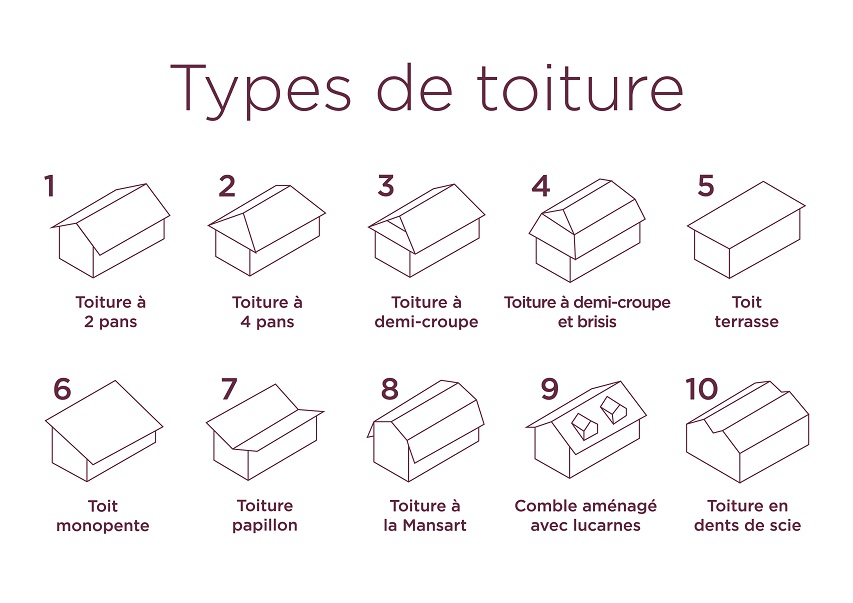 Types de toiture
1
Toiture à
2 pans
2
Toiture à
4 pans
3
Toiture à
demi-croupe
4
Toiture à demi-croupe
et brisis
5
Toit
terrasse
6
Toit
monopente
7
Toiture
papillon
8
Toiture à
la Mansart
9
Comble aménagé
avec lucarnes
10
Toiture en
dents de scie